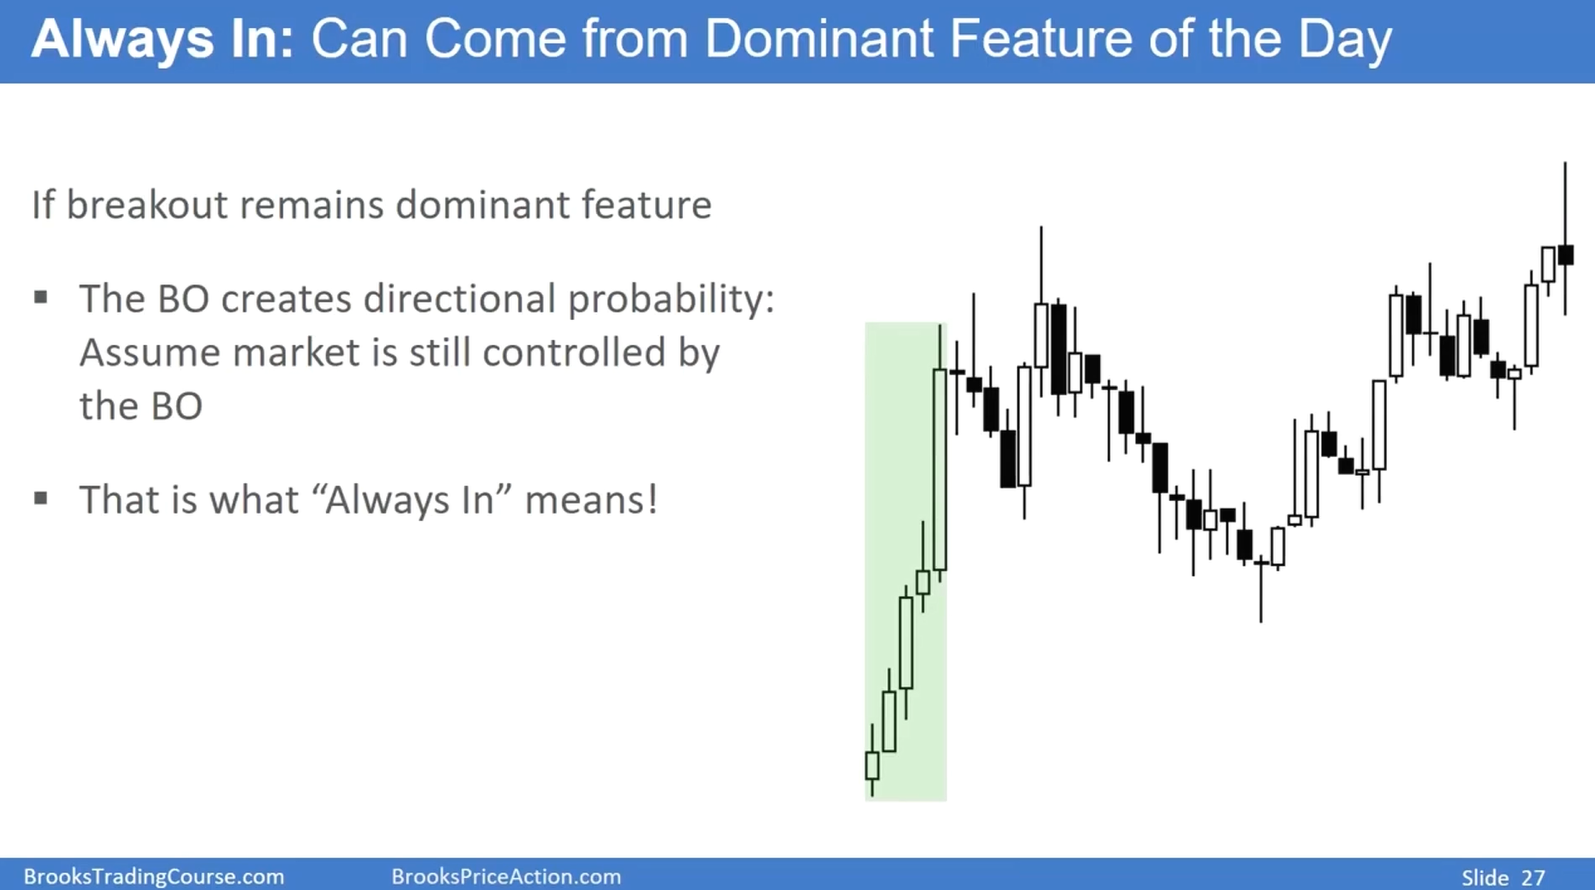 Always In: Can Come from Dominant Feature of the Day
If breakout remains dominant feature
▪ The BO creates directional probability:
Assume market is still controlled by
the BO
▪ That is what “Always In” means!
BrooksTradingCourse.com BrooksPriceAction.com Slide 27